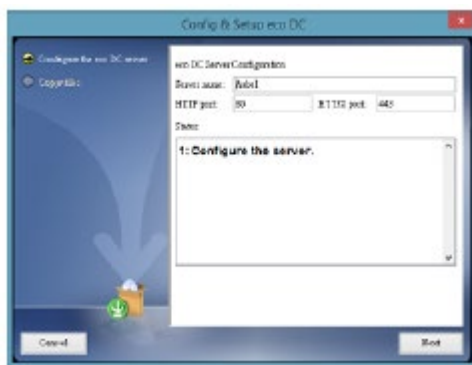 Config & Setup eco DC
Configure the eco DC server
Copy files
eco DC Server Configuration
Server name:
HTTP port: 80 HTTPS port: 443
Status:
1: Configure the server.
Cancel
Next